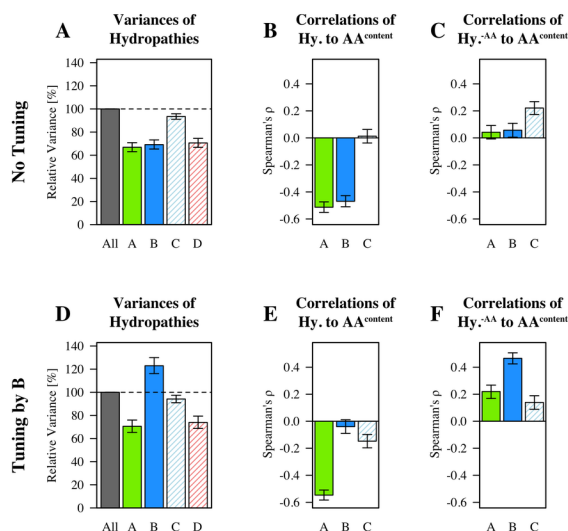 A
Variances of
Hydropathies
B
Correlations of
Hy. to AAcontent
C
Correlations of
Hy.-AA to AAcontent
No Tuning
Relative Variance [%]
140
120
100
80
60
40
20
0
All A B C D
Spearman's ρ
0.4
0.2
0.0
-0.2
-0.4
-0.6
A B C
Spearman's ρ
0.4
0.2
0.0
-0.2
-0.4
-0.6
A B C
D
Variances of
Hydropathies
E
Correlations of
Hy. to AAcontent
F
Correlations of
Hy.-AA to AAcontent
Tuning by B
Relative Variance [%]
140
120
100
80
60
40
20
0
All A B C D
Spearman's ρ
0.4
0.2
0.0
-0.2
-0.4
-0.6
A B C
Spearman's ρ
0.4
0.2
0.0
-0.2
-0.4
-0.6
A B C